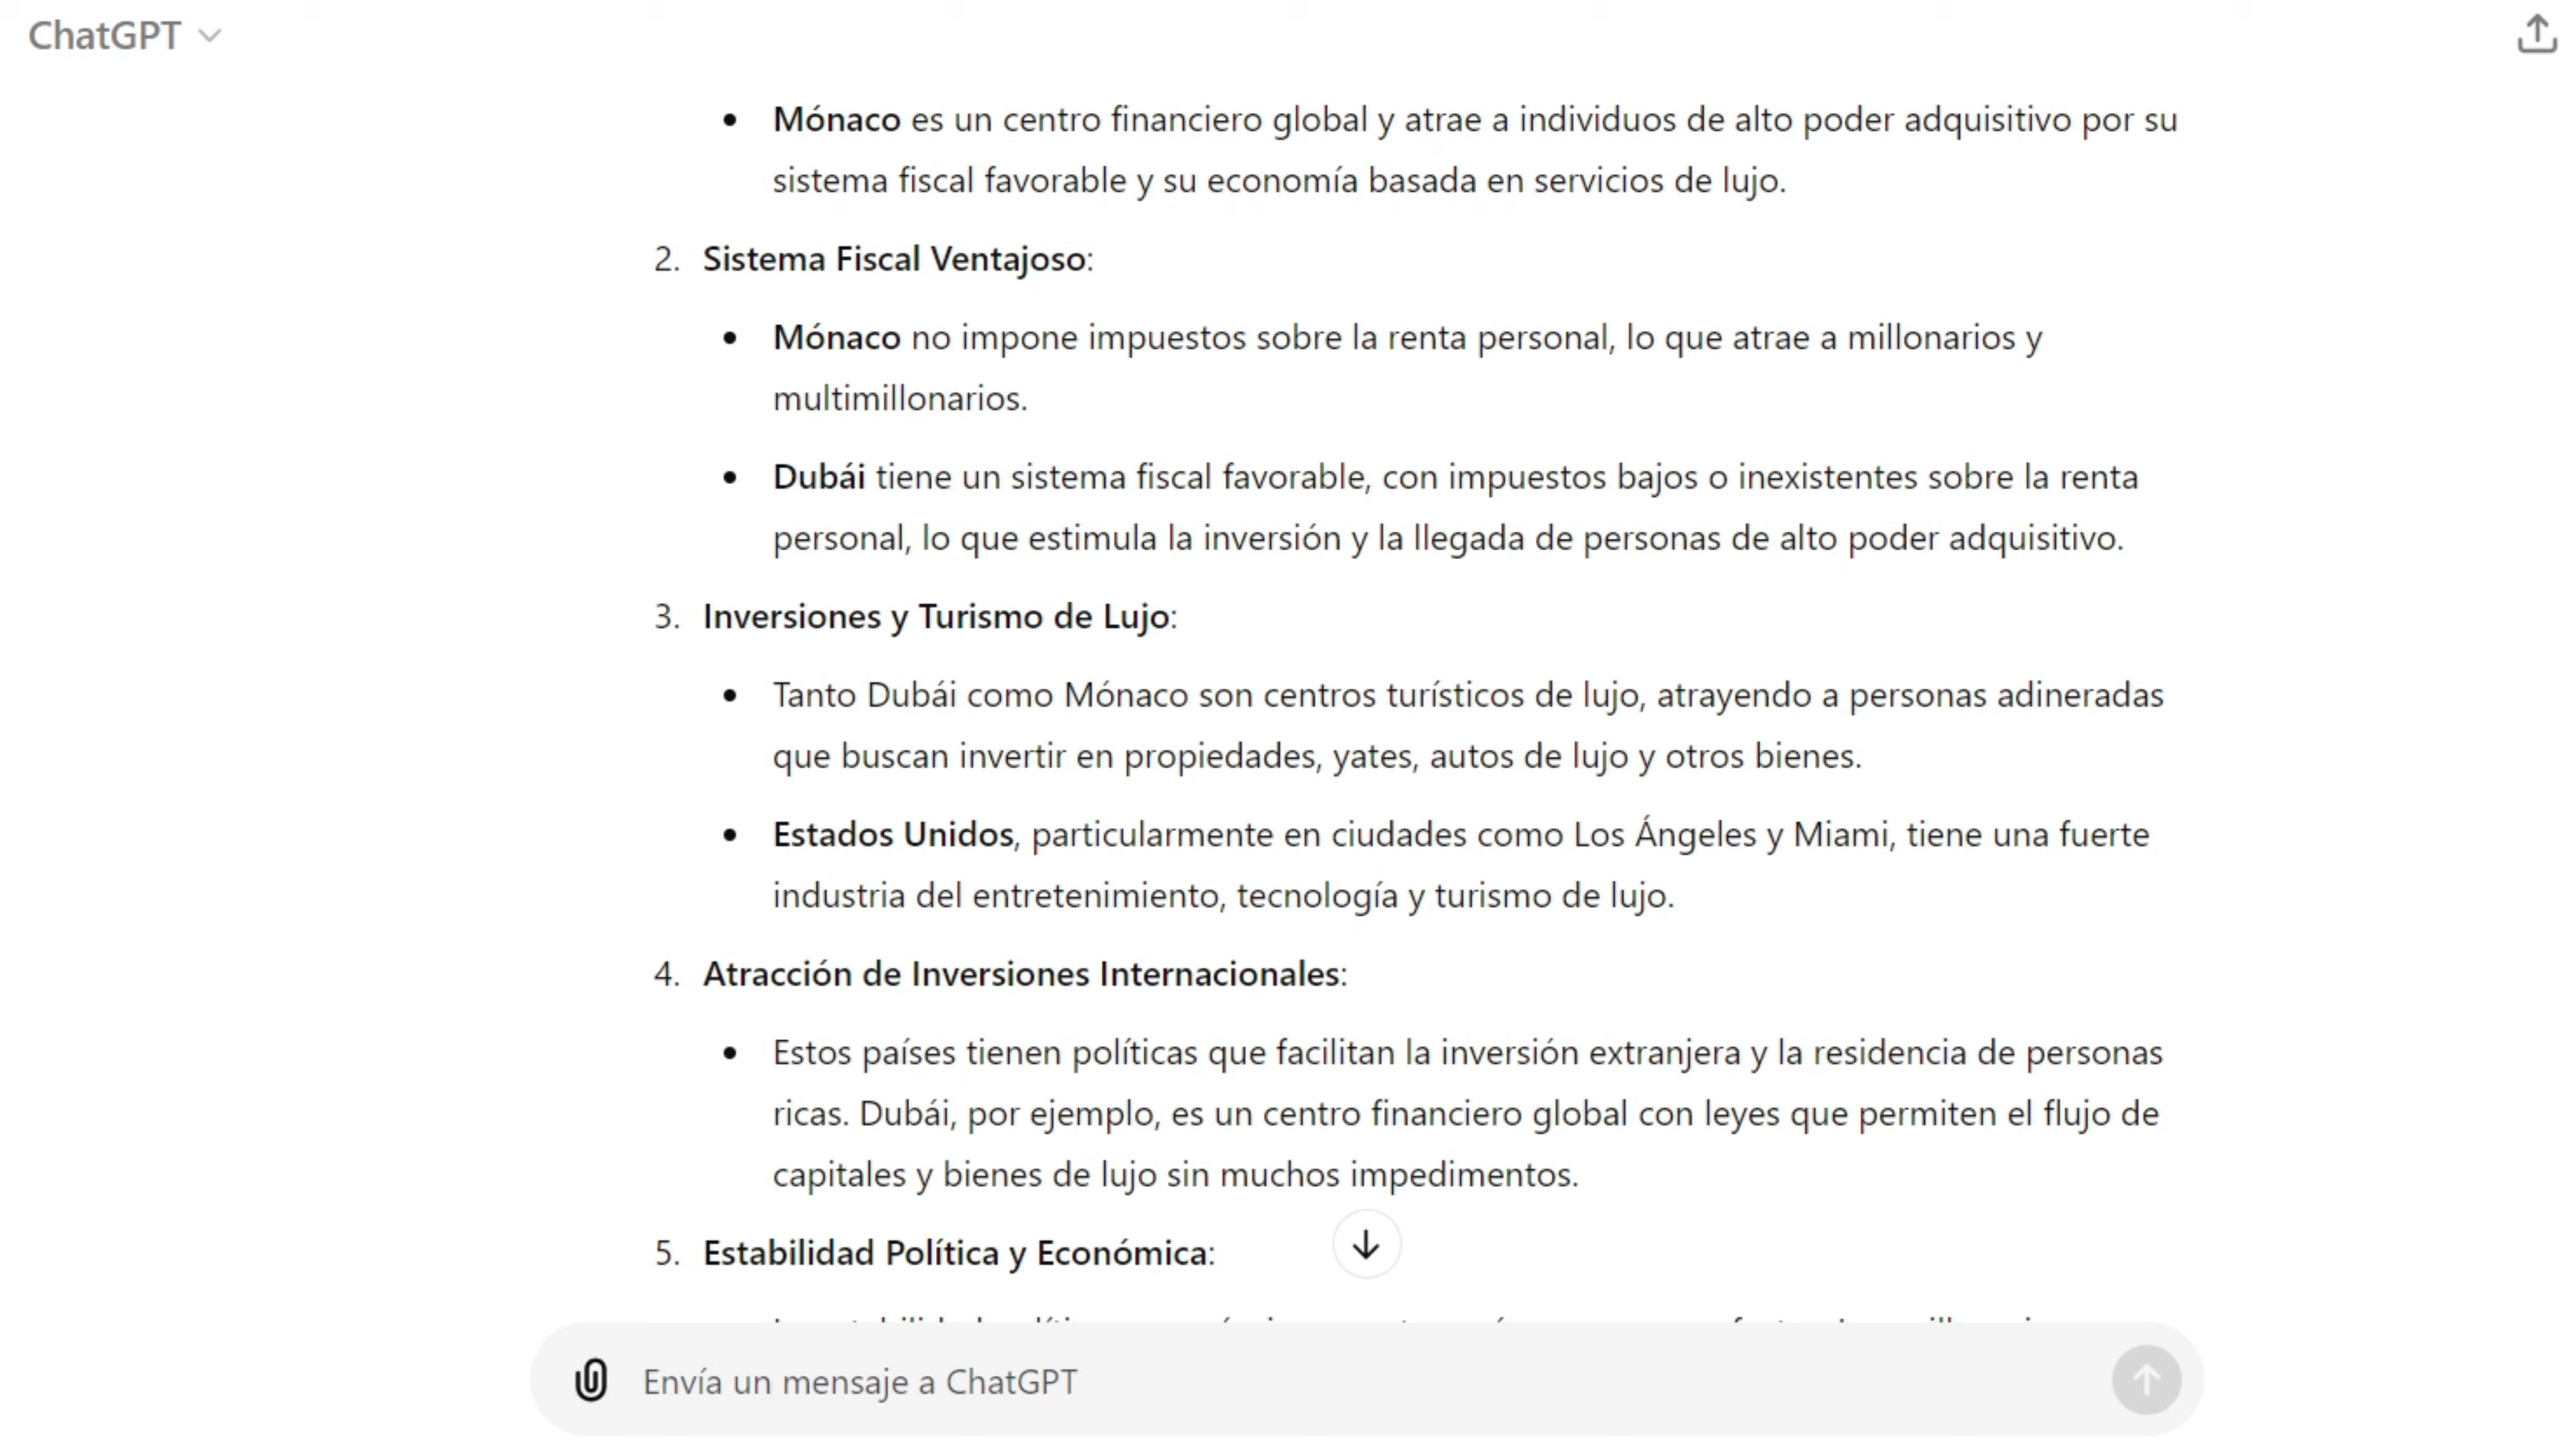 ChatGPT
• Mónaco es un centro financiero global y atrae a individuos de alto poder adquisitivo por su
sistema fiscal favorable y su economía basada en servicios de lujo.
2. Sistema Fiscal Ventajoso:
• Mónaco no impone impuestos sobre la renta personal, lo que atrae a millonarios y
multimillonarios.
• Dubái tiene un sistema fiscal favorable, con impuestos bajos o inexistentes sobre la renta
personal, lo que estimula la inversión y la llegada de personas de alto poder adquisitivo.
3. Inversiones y Turismo de Lujo:
• Tanto Dubái como Mónaco son centros turísticos de lujo, atrayendo a personas adineradas
que buscan invertir en propiedades, yates, autos de lujo y otros bienes.
• Estados Unidos, particularmente en ciudades como Los Ángeles y Miami, tiene una fuerte
industria del entretenimiento, tecnología y turismo de lujo.
4. Atracción de Inversiones Internacionales:
• Estos países tienen políticas que facilitan la inversión extranjera y la residencia de personas
ricas. Dubái, por ejemplo, es un centro financiero global con leyes que permiten el flujo de
capitales y bienes de lujo sin muchos impedimentos.
5. Estabilidad Política y Económica:
Envía un mensaje a ChatGPT